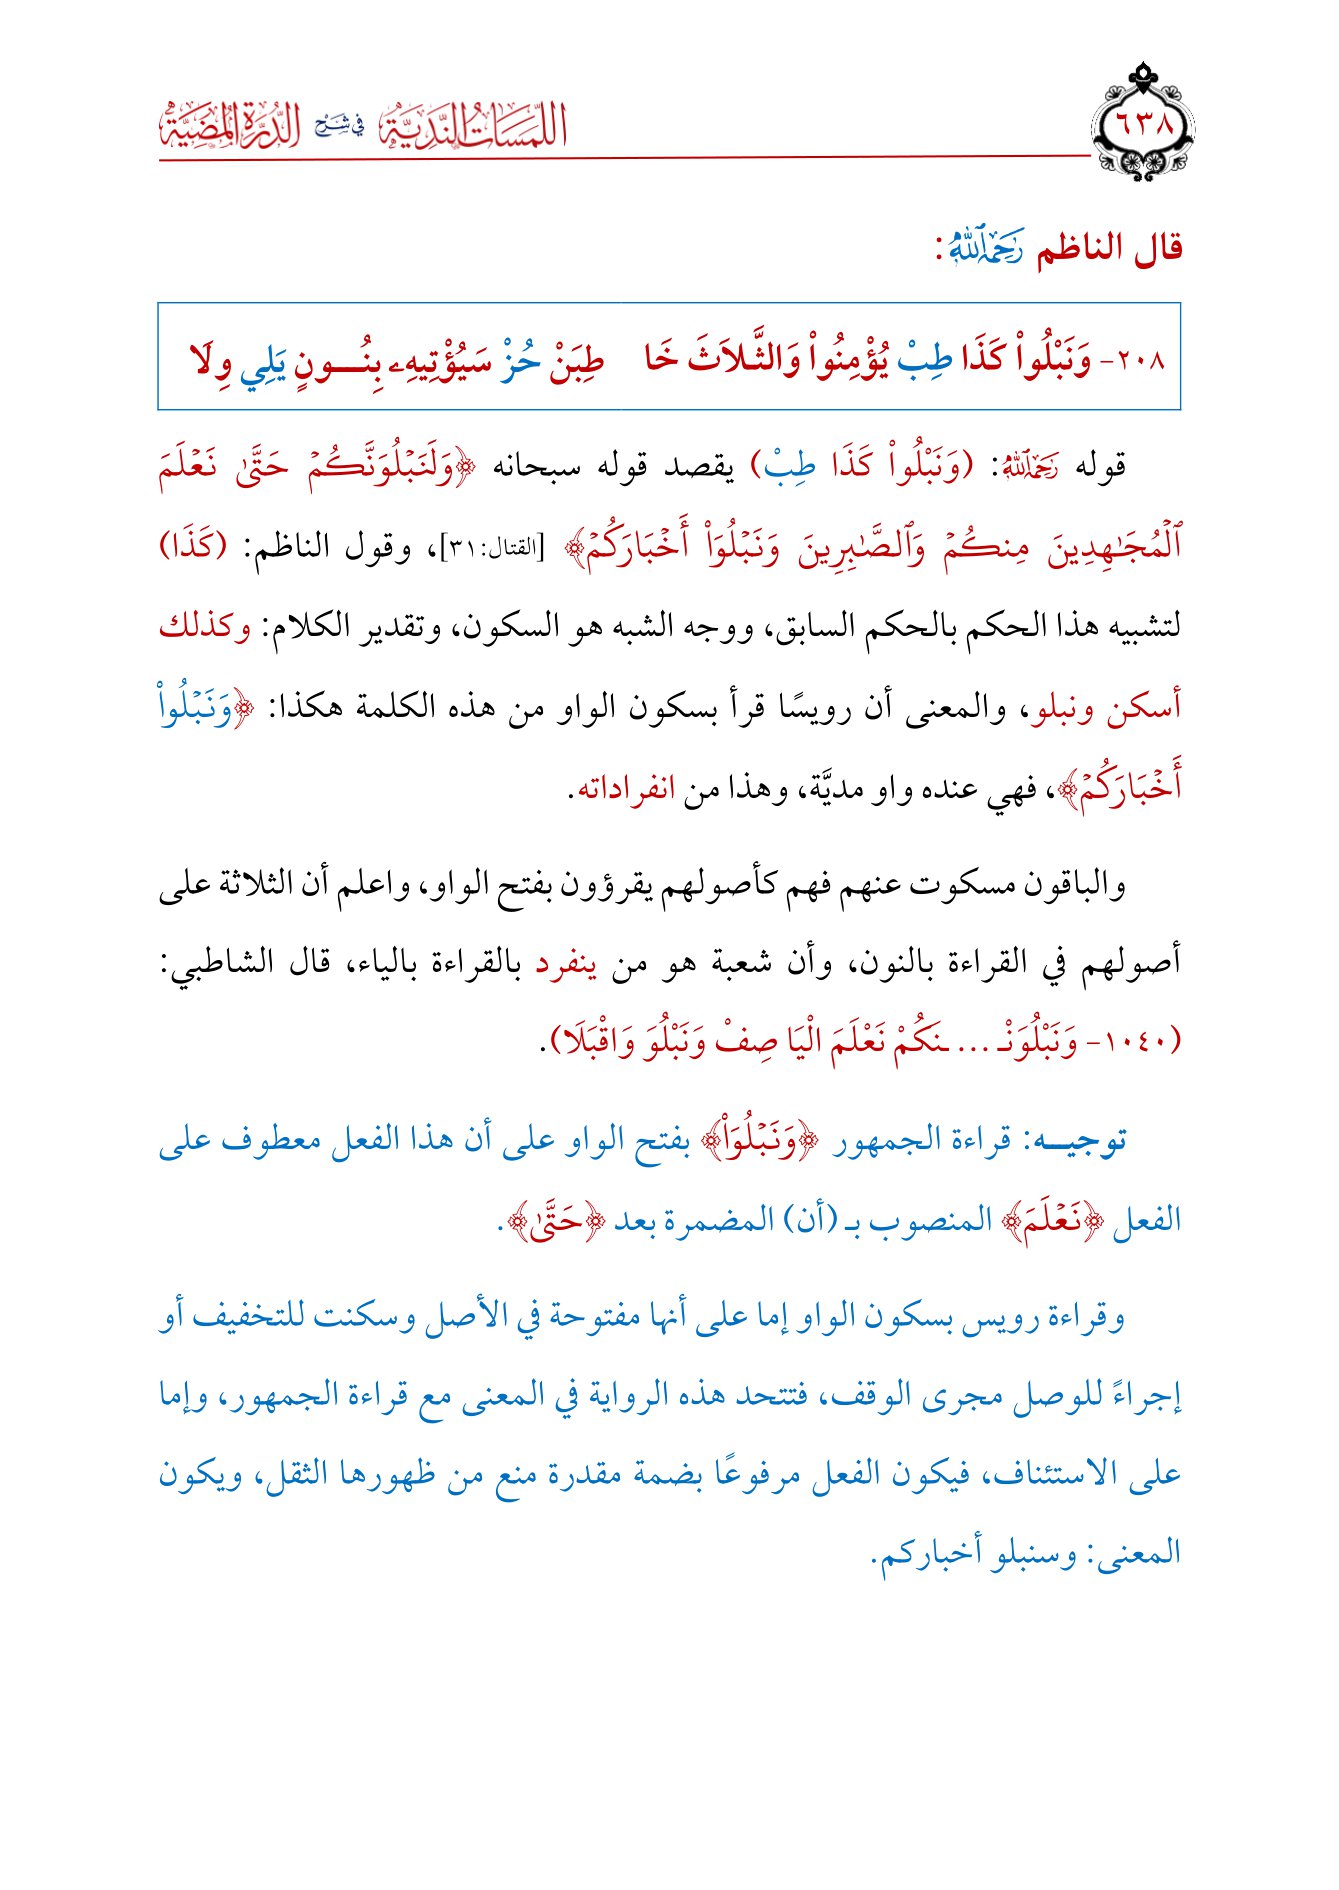 ٦٣٨
اللمسات الندية في شرح الدرة المضية
قال الناظم رَحِمَهُ ٱللَّهُ:
٢٠٨- وَنَبْلُواْ كَذَا طِبْ يُؤْمِنُواْ وَالثَّلاَثَ خَا طِبَنْ حُزْ سَيُؤْتِيهِۦ بِنُـــونٍ يَلِي وِلَا
قوله رَحِمَهُ ٱللَّهُ: (وَنَبْلُواْ كَذَا طِبْ) يقصد قوله سبحانه ﴿وَلَنَبۡلُوَنَّكُمۡ حَتَّىٰ نَعۡلَمَ
ٱلۡمُجَٰهِدِينَ مِنكُمۡ وَٱلصَّٰبِرِينَ وَنَبۡلُوَاْ أَخۡبَارَكُمۡ﴾ [القتال:٣١]، وقول الناظم: (كَذَا)
لتشبيه هذا الحكم بالحكم السابق، ووجه الشبه هو السكون، وتقدير الكلام: وكذلك
أسكن ونبلو، والمعنى أن رويسًا قرأ بسكون الواو من هذه الكلمة هكذا: ﴿وَنَبۡلُواْ
أَخۡبَارَكُمۡ﴾، فهي عنده واو مديَّة، وهذا من انفراداته.
والباقون مسكوت عنهم فهم كأصولهم يقرؤون بفتح الواو، واعلم أن الثلاثة على
أصولهم في القراءة بالنون، وأن شعبة هو من ينفرد بالقراءة بالياء، قال الشاطبي:
(١٠٤٠- وَنَبْلُوَنْـ ... ـنَكُمْ نَعْلَمَ الْيَا صِفْ وَنَبْلُوَ وَاقْبَلَا).
توجيـــه: قراءة الجمهور ﴿وَنَبۡلُوَاْ﴾ بفتح الواو على أن هذا الفعل معطوف على
الفعل ﴿نَعۡلَمَ﴾ المنصوب بـ (أن) المضمرة بعد ﴿حَتَّىٰ﴾.
وقراءة رويس بسكون الواو إما على أنها مفتوحة في الأصل وسكنت للتخفيف أو
إجراءً للوصل مجرى الوقف، فتتحد هذه الرواية في المعنى مع قراءة الجمهور، وإما
على الاستئناف، فيكون الفعل مرفوعًا بضمة مقدرة منع من ظهورها الثقل، ويكون
المعنى: وسنبلو أخباركم.